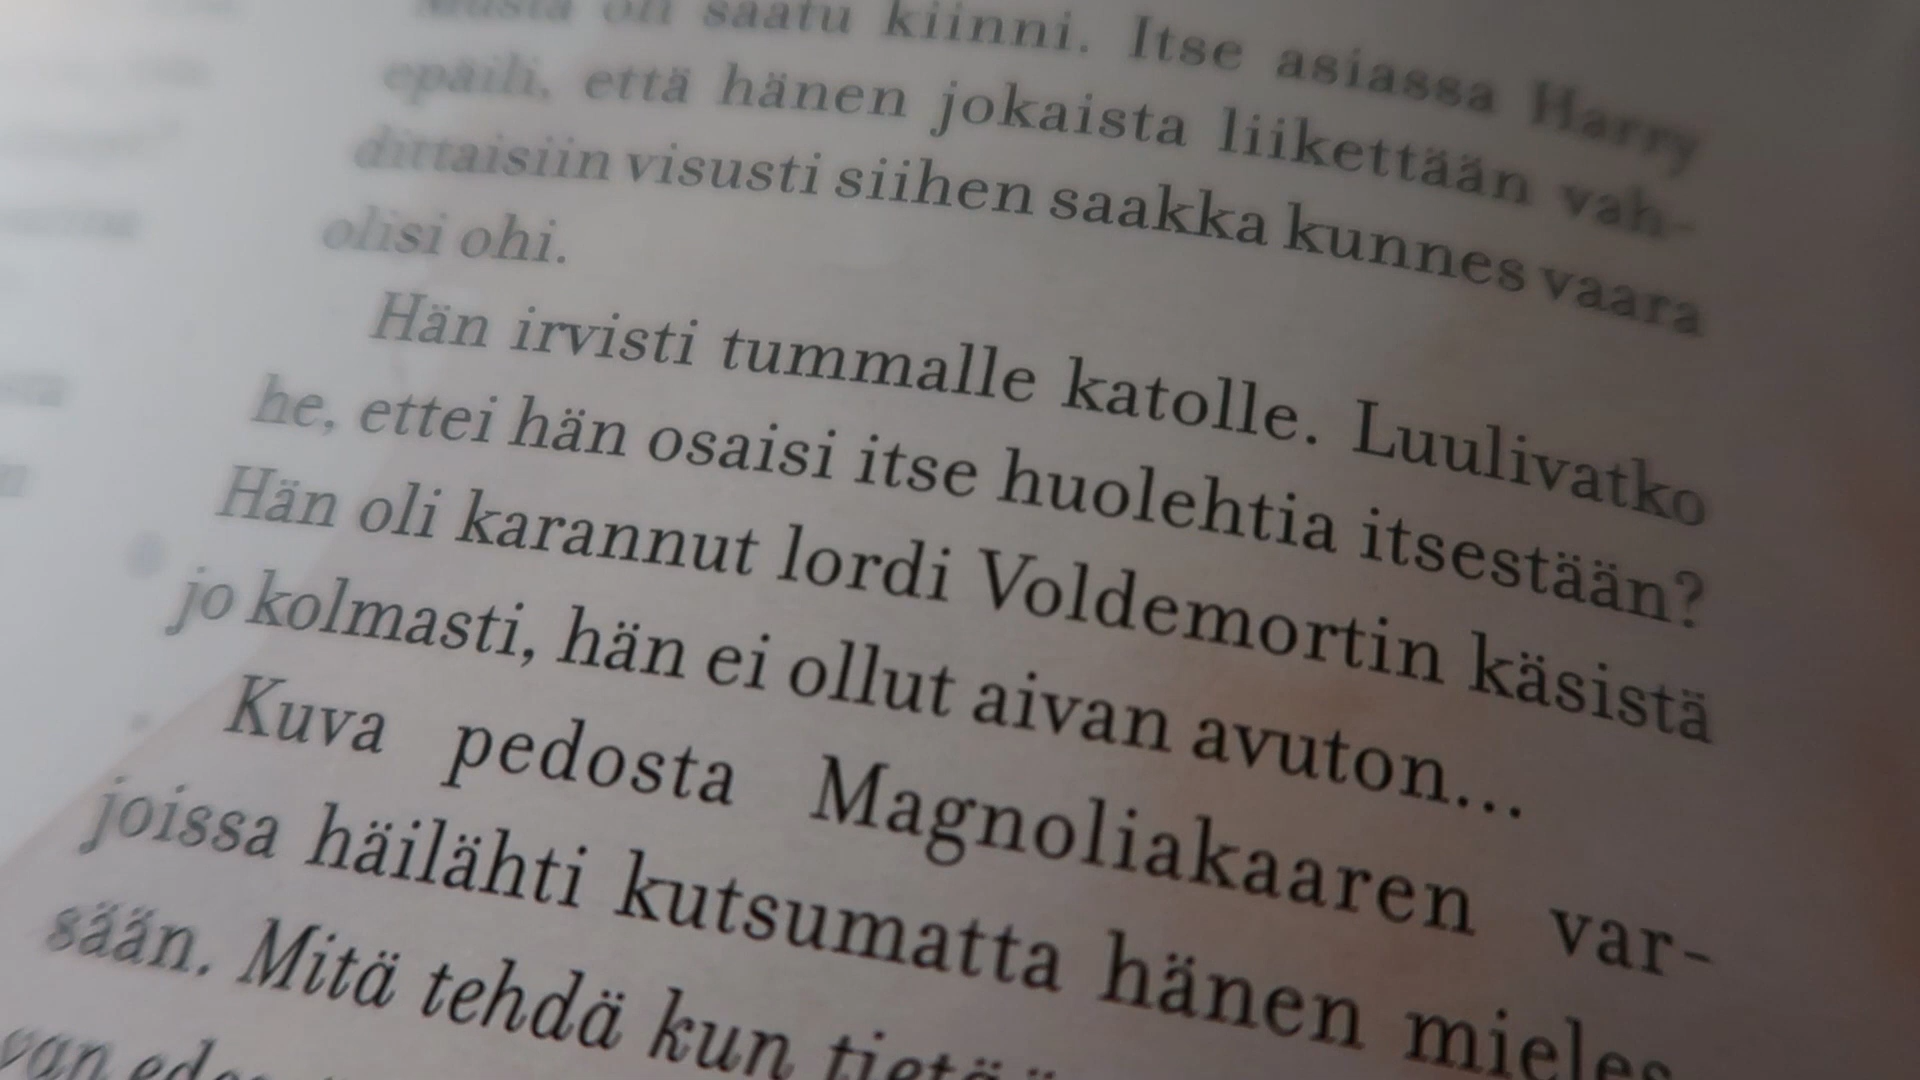 Musta on saatu kiinni. Itse asiassa Harry
epäili, että hänen jokaista liikettään vah-
dittaisiin visusti siihen saakka kunnes vaara
olisi ohi.
Hän irvisti tummalle katolle. Luulivatko
he, ettei hän osaisi itse huolehtia itsestään?
Hän oli karannut lordi Voldemortin käsistä
jo kolmasti, hän ei ollut aivan avuton...
Kuva pedosta Magnoliakaaren var-
joissa häilähti kutsumatta hänen mieles
sään. Mitä tehdä kun
van